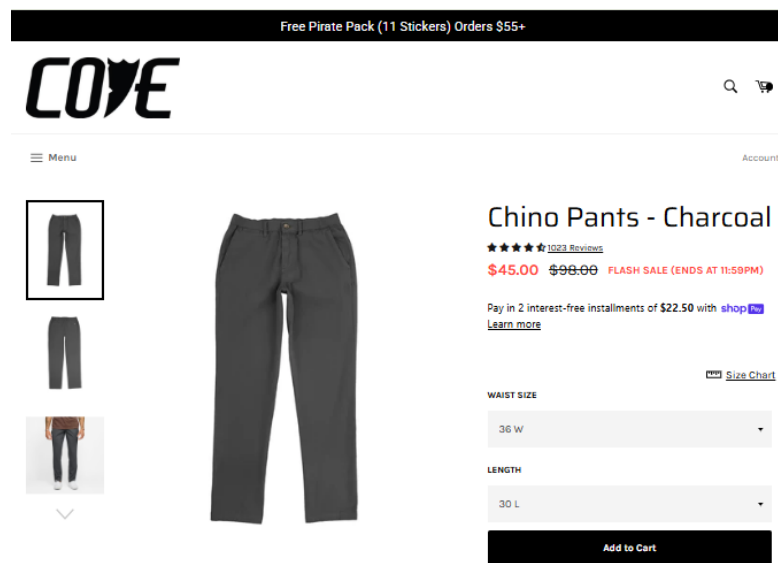 Free Pirate Pack (11 Stickers) Orders $55+
COVE
Menu
Account
Chino Pants - Charcoal
1023 Reviews
$45.00 $98.00 FLASH SALE (ENDS AT 11:59PM)
Pay in 2 interest-free installments of $22.50 with shop Pay
Learn more
Size Chart
WAIST SIZE
36 W
LENGTH
30 L
Add to Cart